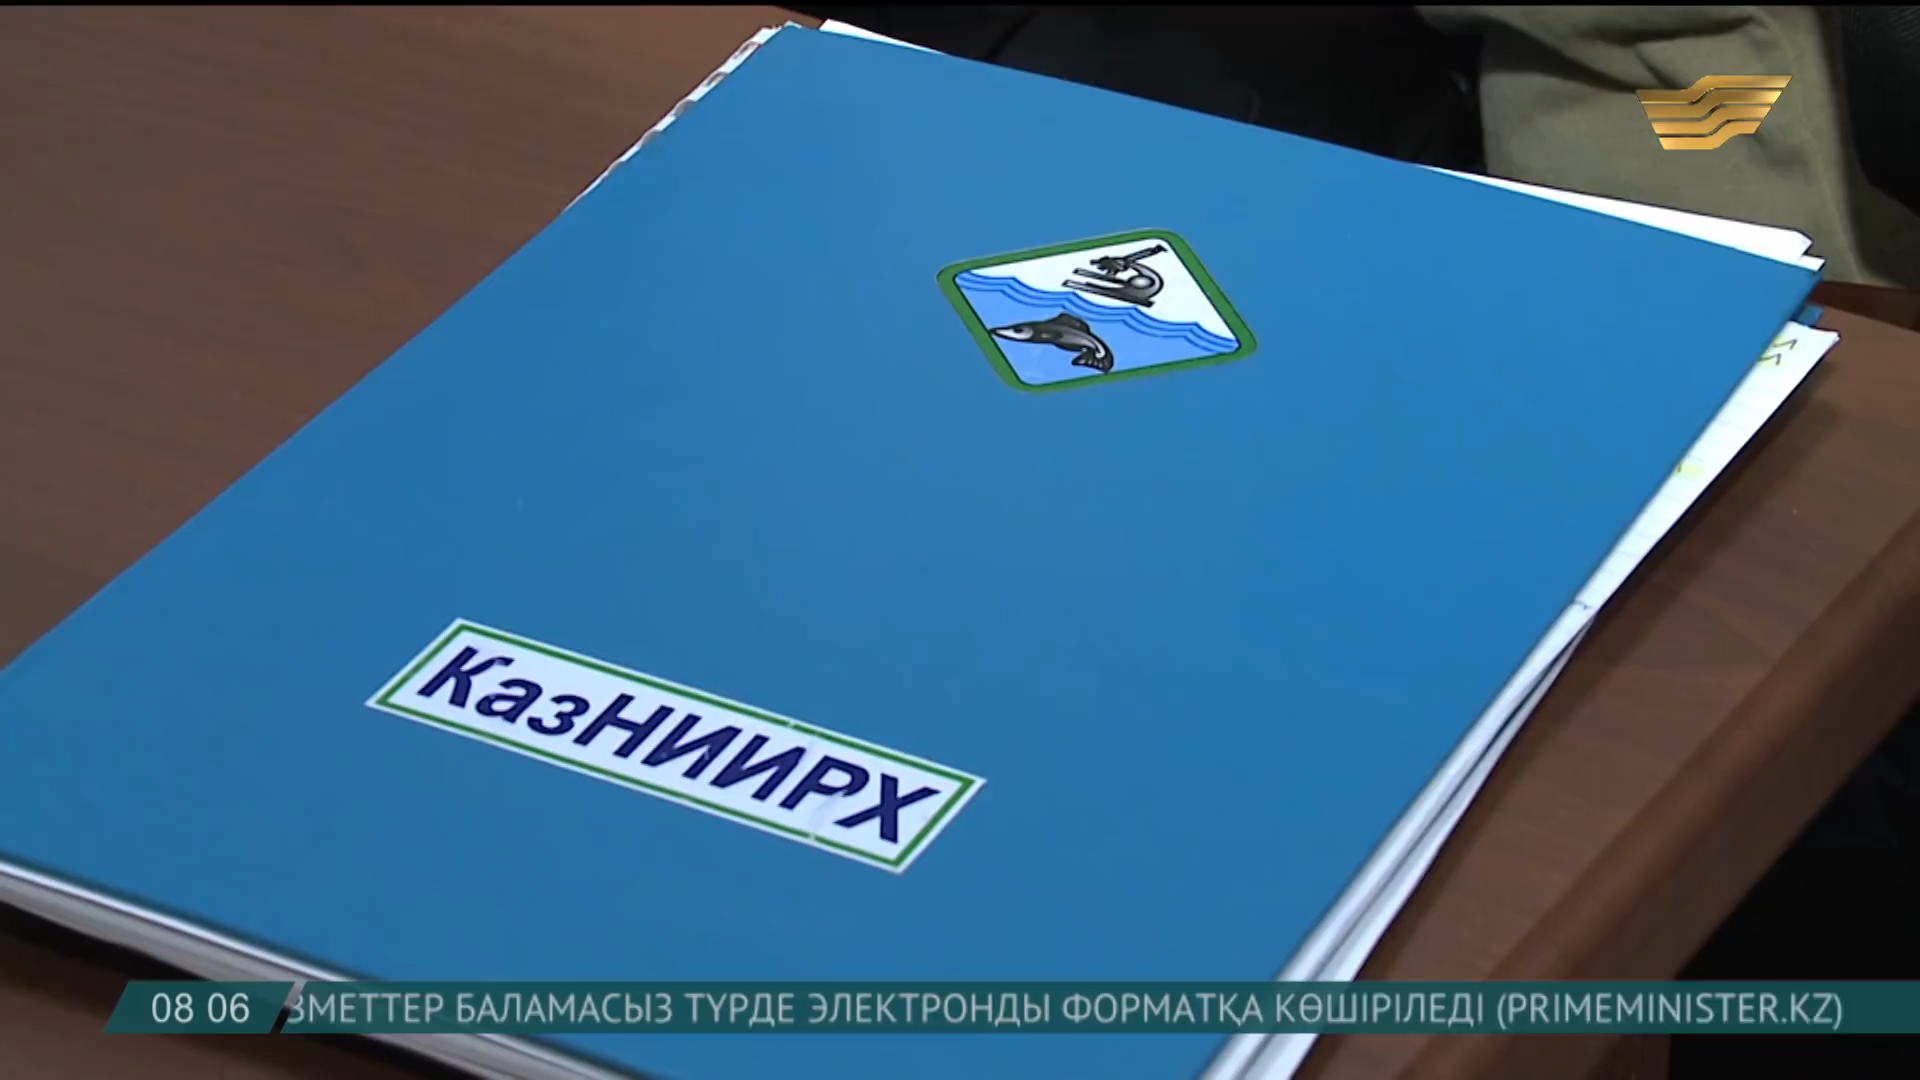 КазНИИРХ
08 06
ЗМЕТТЕР БАЛАМАСЫЗ ТҮРДЕ ЭЛЕКТРОНДЫ ФОРМАТҚА КӨШІРІЛЕДІ (PRIMEMINISTER.KZ)